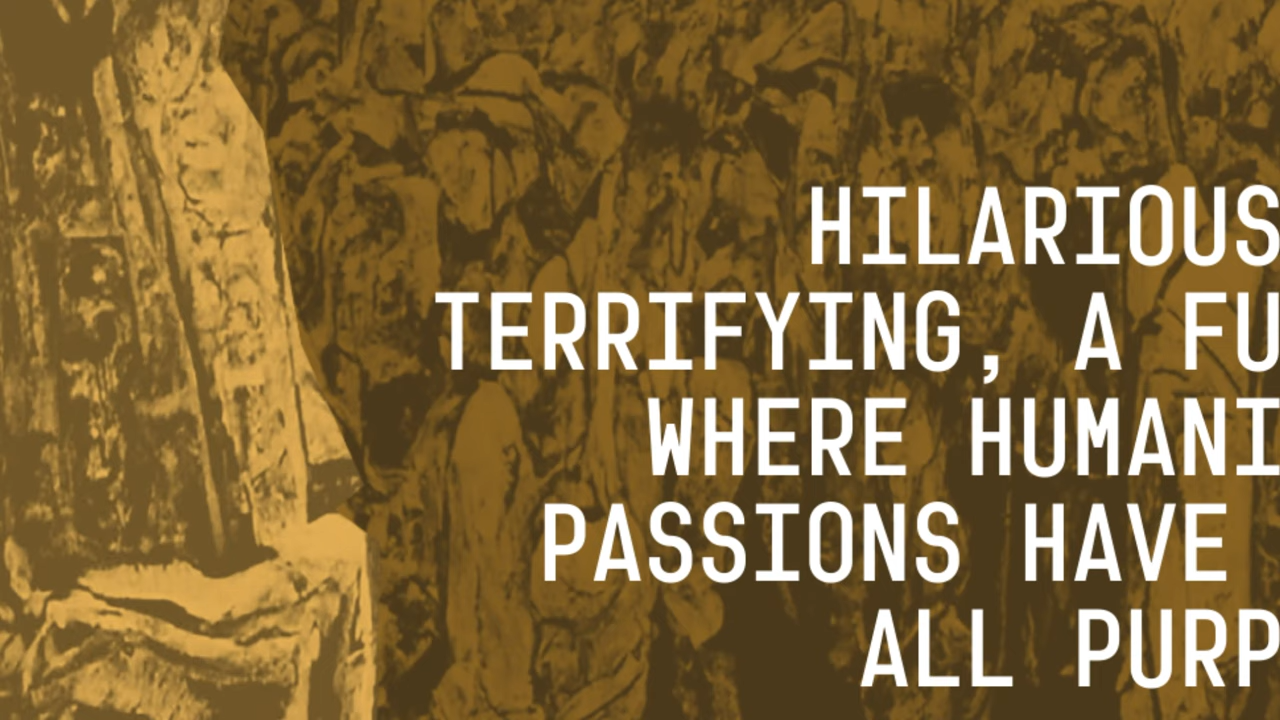 HILARIOUS
TERRIFYING, A FU
WHERE HUMANI
PASSIONS HAVE
ALL PURP